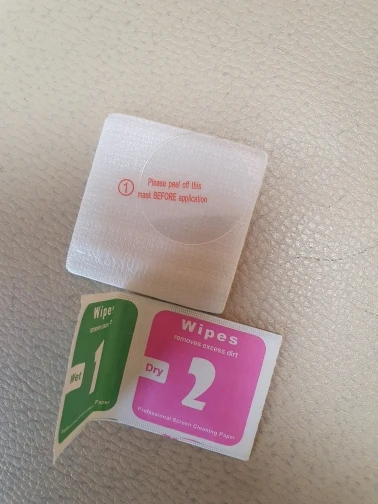 1
Please peel off this
mask BEFORE application
Wipes
Wet
1
Paper
Wipes
removes excess dirt
Dry
2
Professional Screen Cleaning Paper